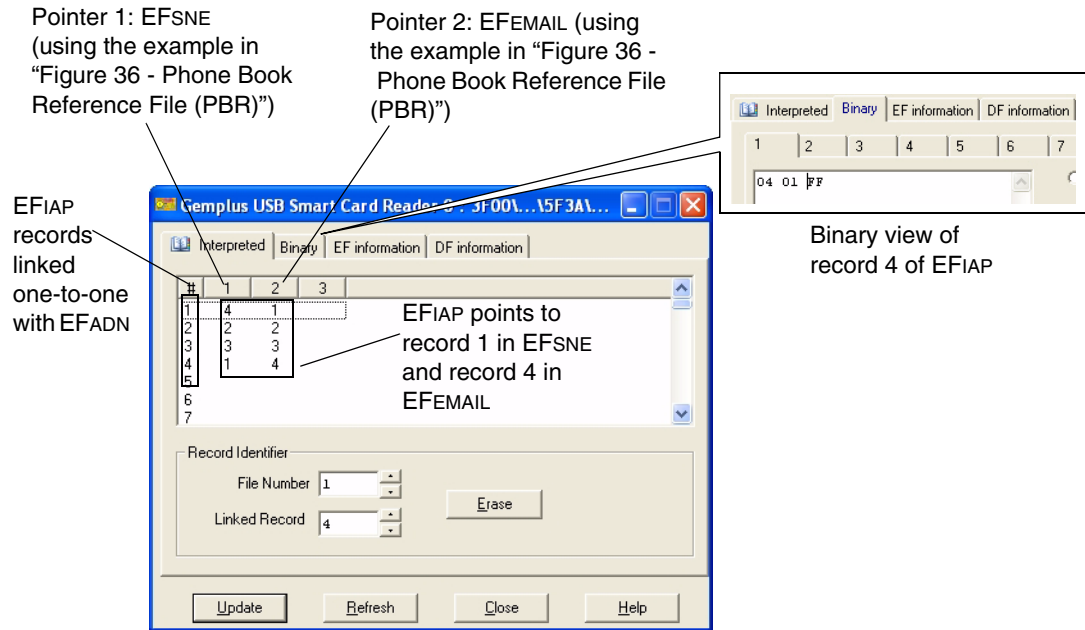 Pointer 1: EFSNE
(using the example in
“Figure 36 - Phone Book
Reference File (PBR)”)
Pointer 2: EFEMAIL (using
the example in “Figure 36 -
Phone Book Reference File
(PBR)”)
Interpreted Binary EF information DF information
1 2 3 4 5 6 7
04 01 FF
Binary view of
record 4 of EFIAP
EFIAP
records
linked
one-to-one
with EFADN
Gemplus USB Smart Card Reader 0 : 3F00\...\5F3A\...
Interpreted Binary EF information DF information
# 1 2 3
1 4 1
2 2 2
3 3 3
4 1 4
5
6
7
EFIAP points to
record 1 in EFSNE
and record 4 in
EFEMAIL
Record Identifier
File Number 1
Linked Record 4
Erase
Update Refresh Close Help